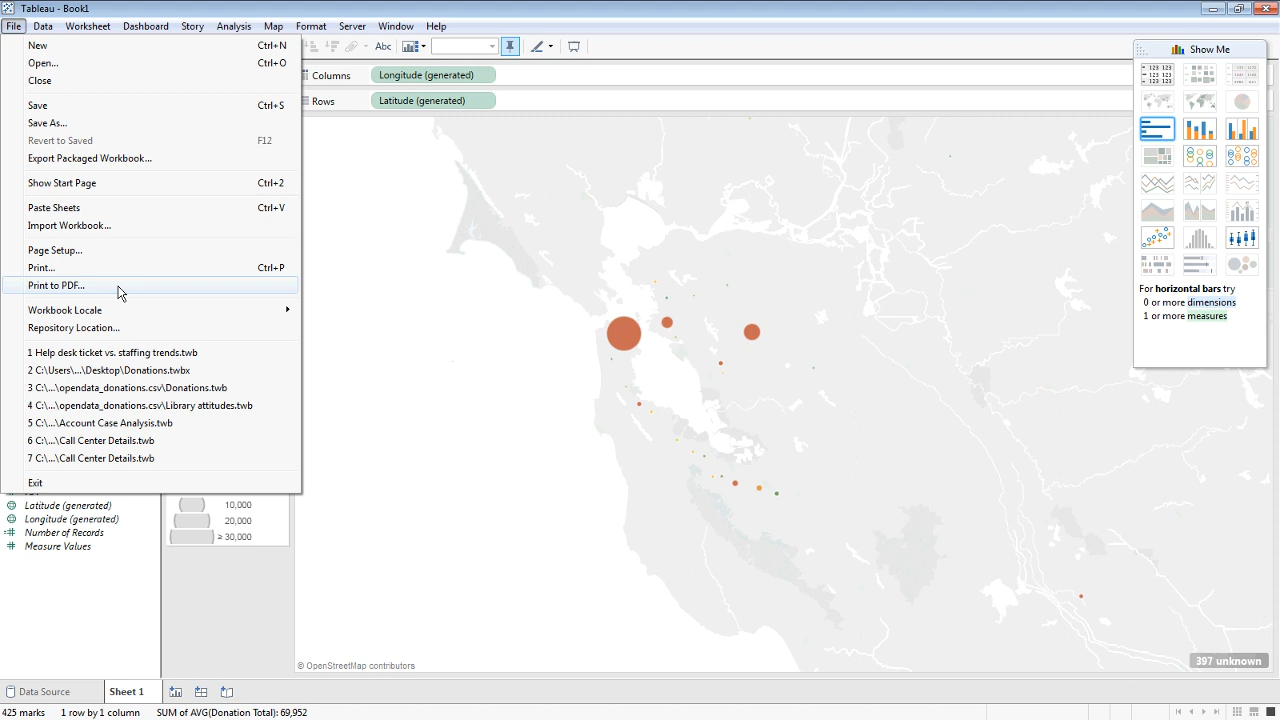 Tableau - Book1
File Data Worksheet Dashboard Story Analysis Map Format Server Window Help
New Ctrl+N
Open... Ctrl+O
Close
Save Ctrl+S
Save As...
Revert to Saved F12
Export Packaged Workbook...
Show Start Page Ctrl+2
Paste Sheets Ctrl+V
Import Workbook...
Page Setup...
Print... Ctrl+P
Print to PDF...
Workbook Locale
Repository Location...
1 Help desk ticket vs. staffing trends.twb
2 C:\Users\...\Desktop\Donations.twbx
3 C:\...\opendata_donations.csv\Donations.twb
4 C:\...\opendata_donations.csv\Library attitudes.twb
5 C:\...\Account Case Analysis.twb
6 C:\...\Call Center Details.twb
7 C:\...\Call Center Details.twb
Exit
Abc
Columns Longitude (generated)
Rows Latitude (generated)
Show Me
For horizontal bars try
0 or more dimensions
1 or more measures
Latitude (generated)
Longitude (generated)
Number of Records
Measure Values
10,000
20,000
≥ 30,000
© OpenStreetMap contributors
397 unknown
Data Source Sheet 1
425 marks 1 row by 1 column SUM of AVG(Donation Total): 69,952